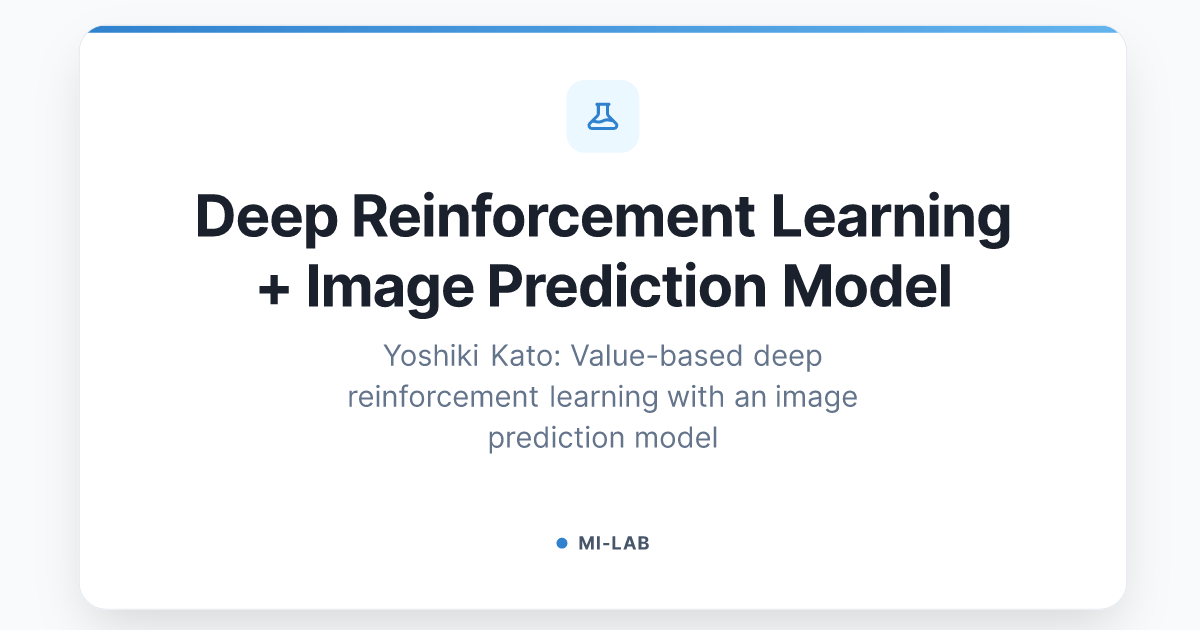 Deep Reinforcement Learning
+ Image Prediction Model
Yoshiki Kato: Value-based deep
reinforcement learning with an image
prediction model
MI-LAB